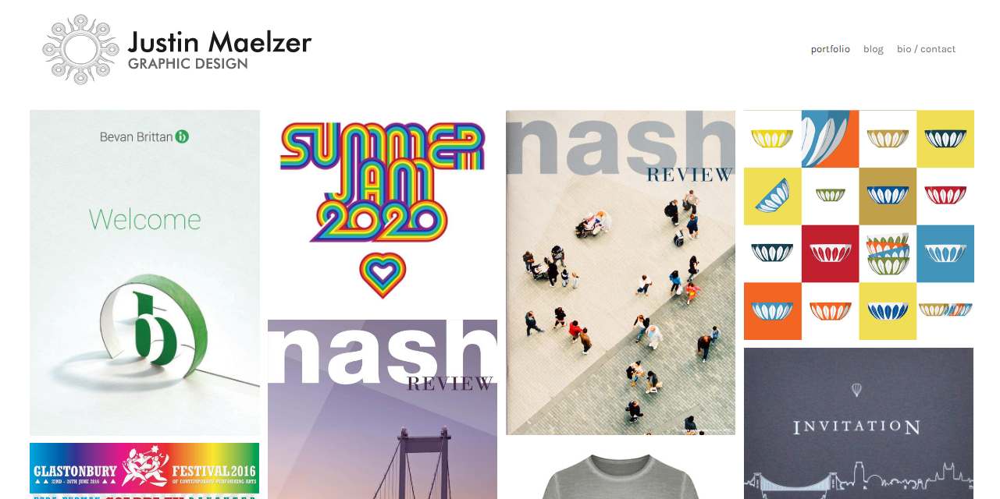 Justin Maelzer
GRAPHIC DESIGN
portfolio blog bio / contact
Bevan Brittan b
Welcome
b
SUMMER
JAM
2020
nash
REVIEW
nash
REVIEW
INVITATION
GLASTONBURY FESTIVAL 2016
22ND - 26TH JUNE 2016 OF CONTEMPORARY PERFORMING ARTS